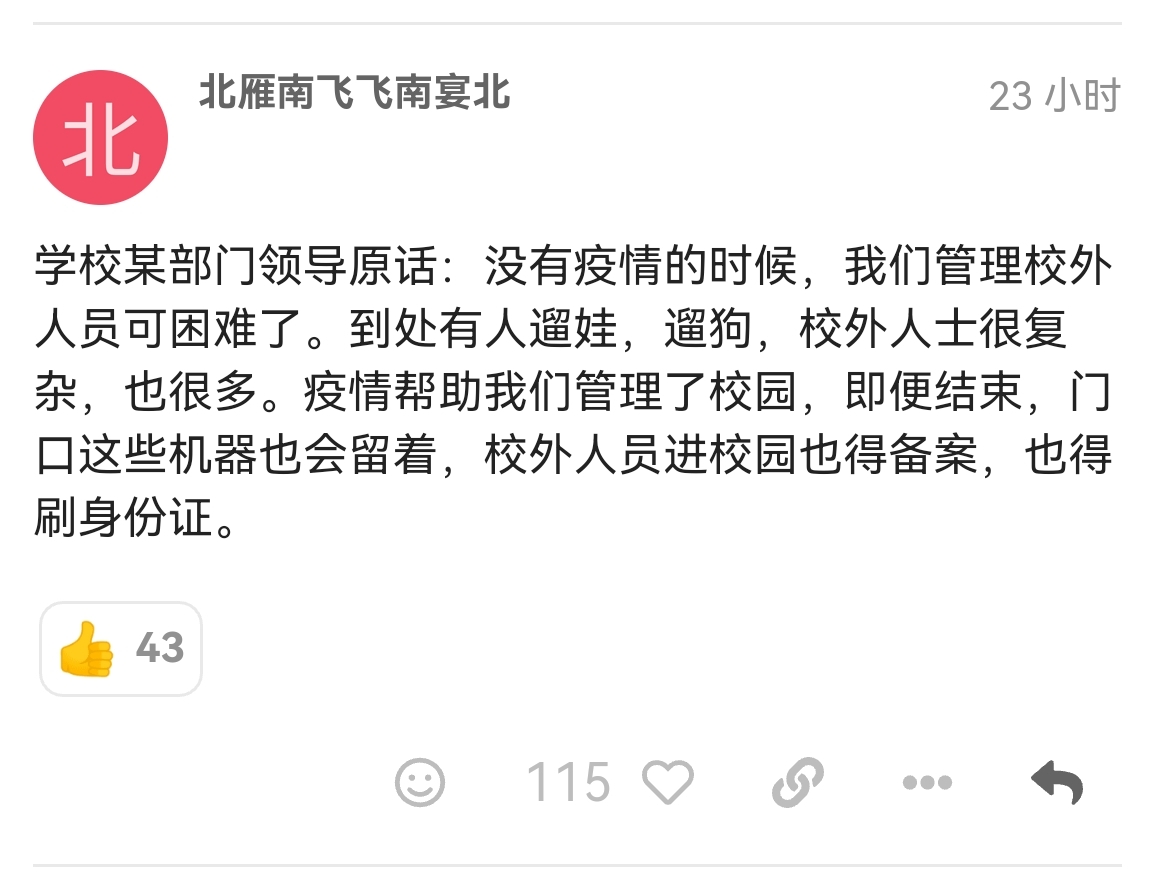 北
北雁南飞飞南宴北
23 小时
学校某部门领导原话：没有疫情的时候，我们管理校外
人员可困难了。到处有人遛娃，遛狗，校外人士很复
杂，也很多。疫情帮助我们管理了校园，即便结束，门
口这些机器也会留着，校外人员进校园也得备案，也得
刷身份证。
43
115